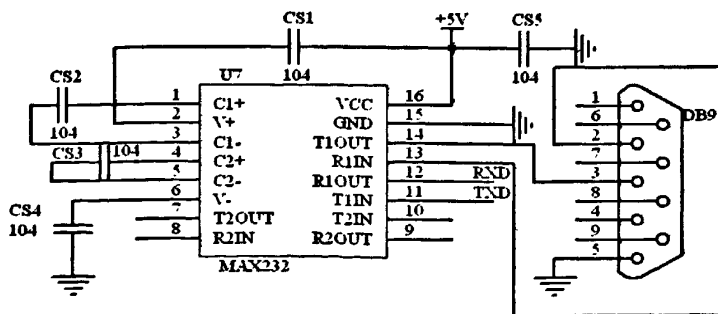 CS1
+5V
CS5
104
104
CS2
104
CS3
104
CS4
104
U7
1 C1+ VCC 16
2 V+ GND 15
3 C1- T1OUT 14
4 C2+ R1IN 13
5 C2- R1OUT 12 RXD
6 V- T1IN 11 TXD
7 T2OUT T2IN 10
8 R2IN R2OUT 9
MAX232
DB9
1
6
2
7
3
8
4
9
5